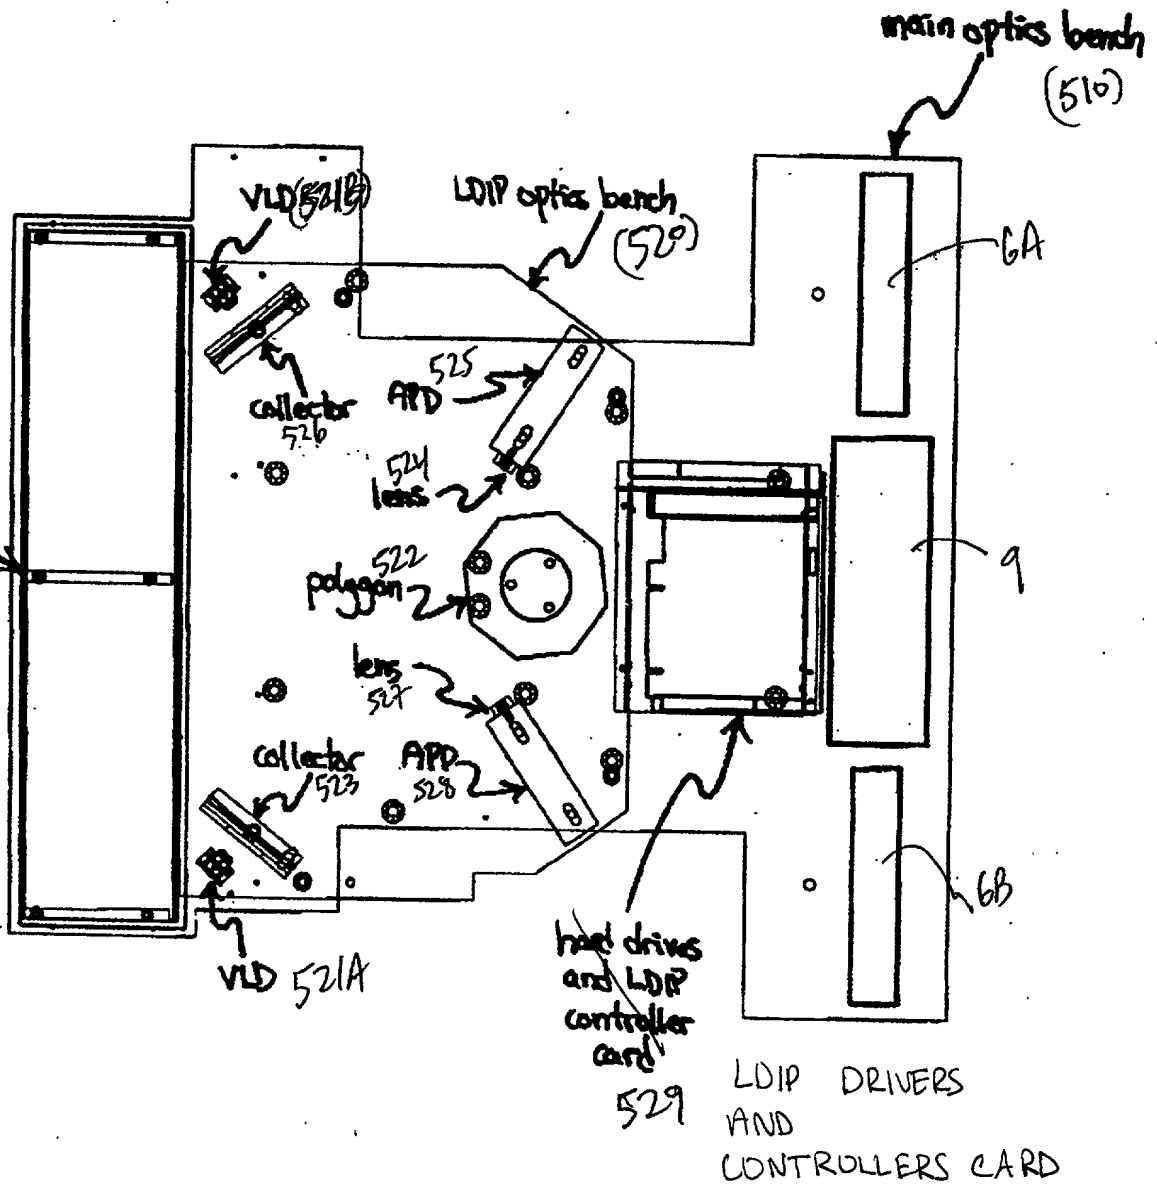 main optics bench
(510)
VLD (521B)
LDIP optics bench
(520)
6A
525
APD
collector
526
524
lens
522
polygon
9
lens
527
collector
523
APD
528
6B
VLD 521A
hard drives
and LDIP
controller
card
529
LDIP DRIVERS
AND
CONTROLLERS CARD